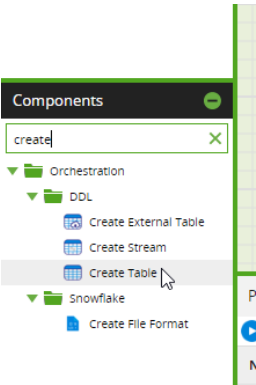 Components
create
Orchestration
DDL
Create External Table
Create Stream
Create Table
Snowflake
Create File Format
P
N